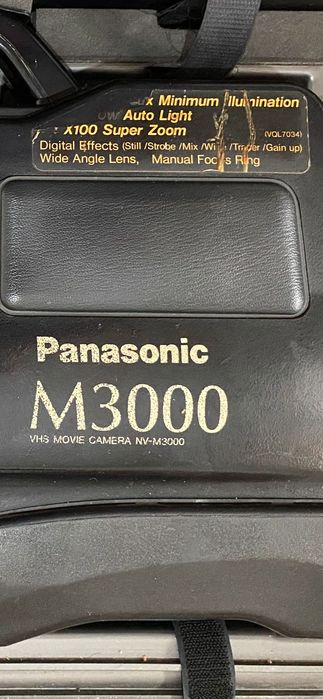 Minimum Illumination
Auto Light
X100 Super Zoom (VQL7034)
Digital Effects (Still /Strobe /Mix /Wipe /Tracer /Gain up)
Wide Angle Lens, Manual Focus Ring
Panasonic
M3000
VHS MOVIE CAMERA NV-M3000